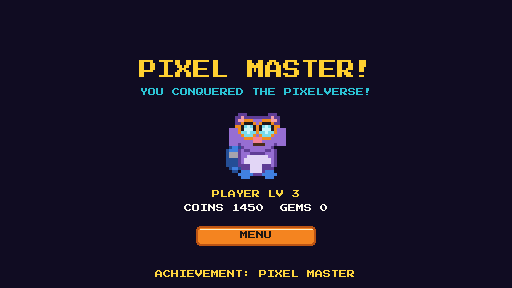 PIXEL MASTER!
YOU CONQUERED THE PIXELVERSE!
PLAYER LV 3
COINS 1450  GEMS 0
MENU
ACHIEVEMENT: PIXEL MASTER